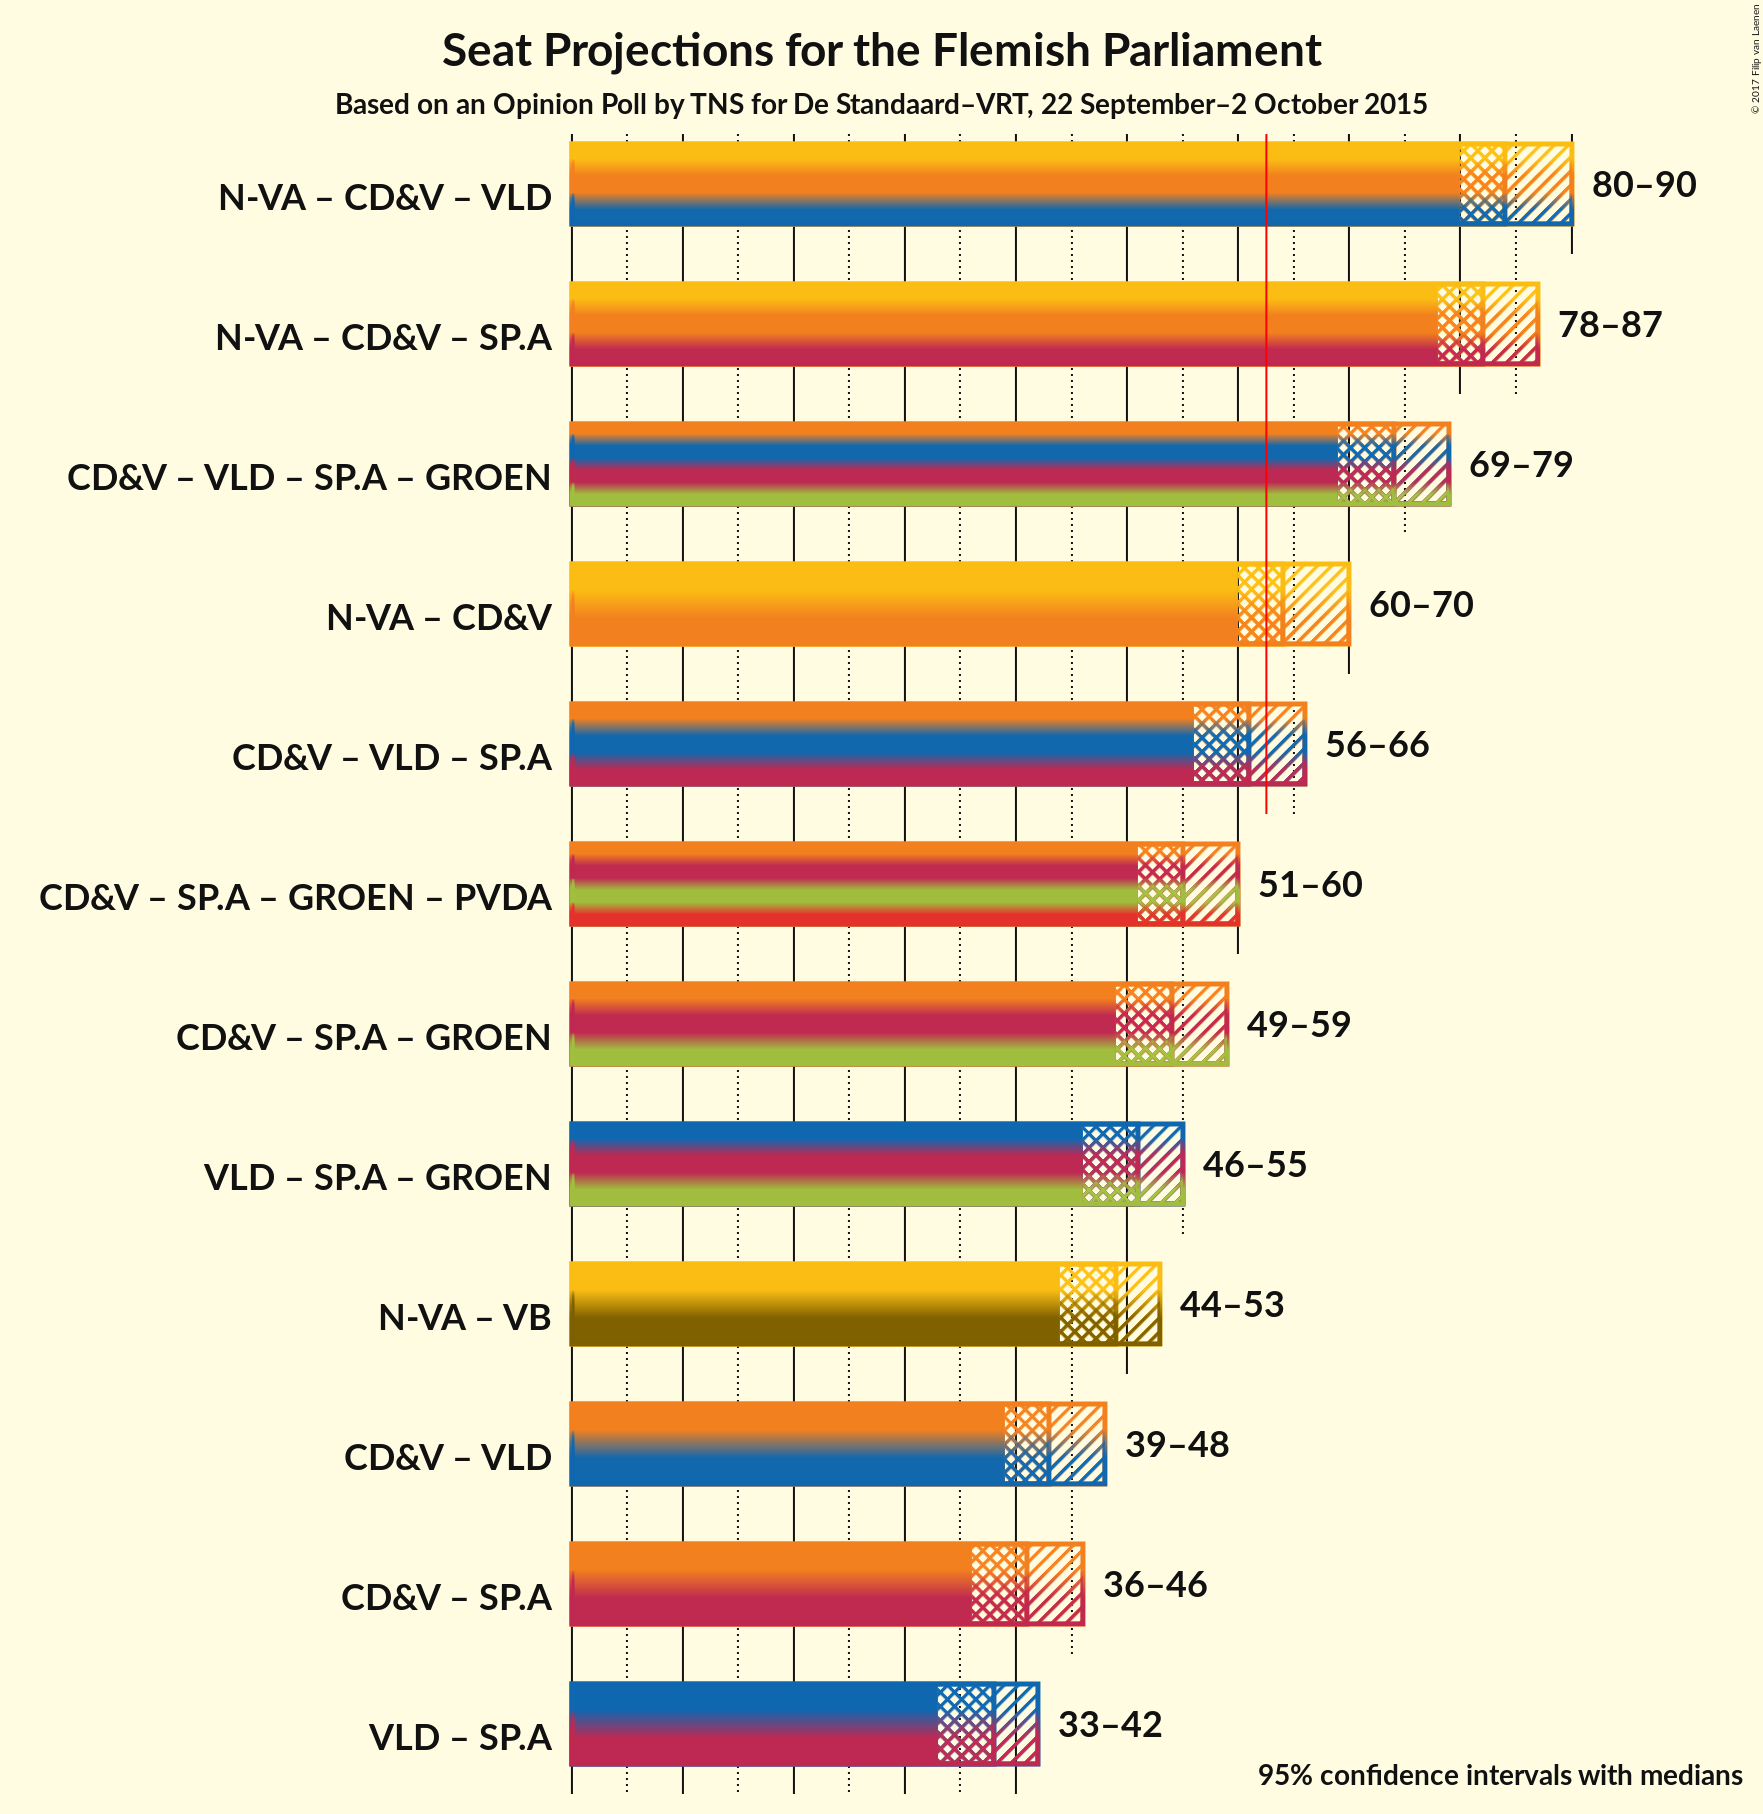 Seat Projections for the Flemish Parliament
Based on an Opinion Poll by TNS for De Standaard–VRT, 22 September–2 October 2015
© 2017 Filip van Laenen
N-VA – CD&V – VLD
80–90
N-VA – CD&V – SP.A
78–87
CD&V – VLD – SP.A – GROEN
69–79
N-VA – CD&V
60–70
CD&V – VLD – SP.A
56–66
CD&V – SP.A – GROEN – PVDA
51–60
CD&V – SP.A – GROEN
49–59
VLD – SP.A – GROEN
46–55
N-VA – VB
44–53
CD&V – VLD
39–48
CD&V – SP.A
36–46
VLD – SP.A
33–42
95% confidence intervals with medians